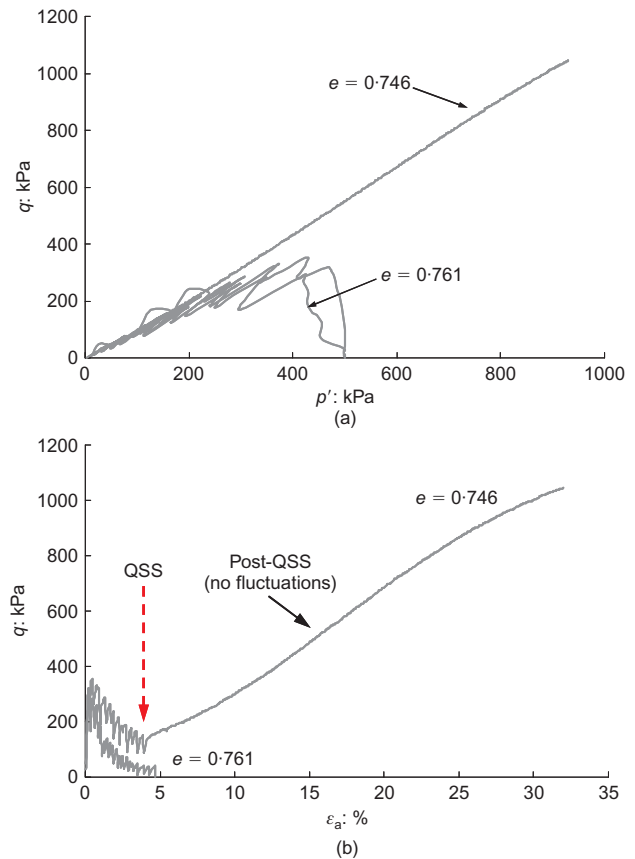 1200
1000
800
600
400
200
0
q: kPa
e = 0·746
e = 0·761
0
200
400
600
800
1000
p′: kPa
(a)
1200
1000
800
600
400
200
0
q: kPa
e = 0·746
Post-QSS
(no fluctuations)
QSS
e = 0·761
0
5
10
15
20
25
30
35
εa: %
(b)